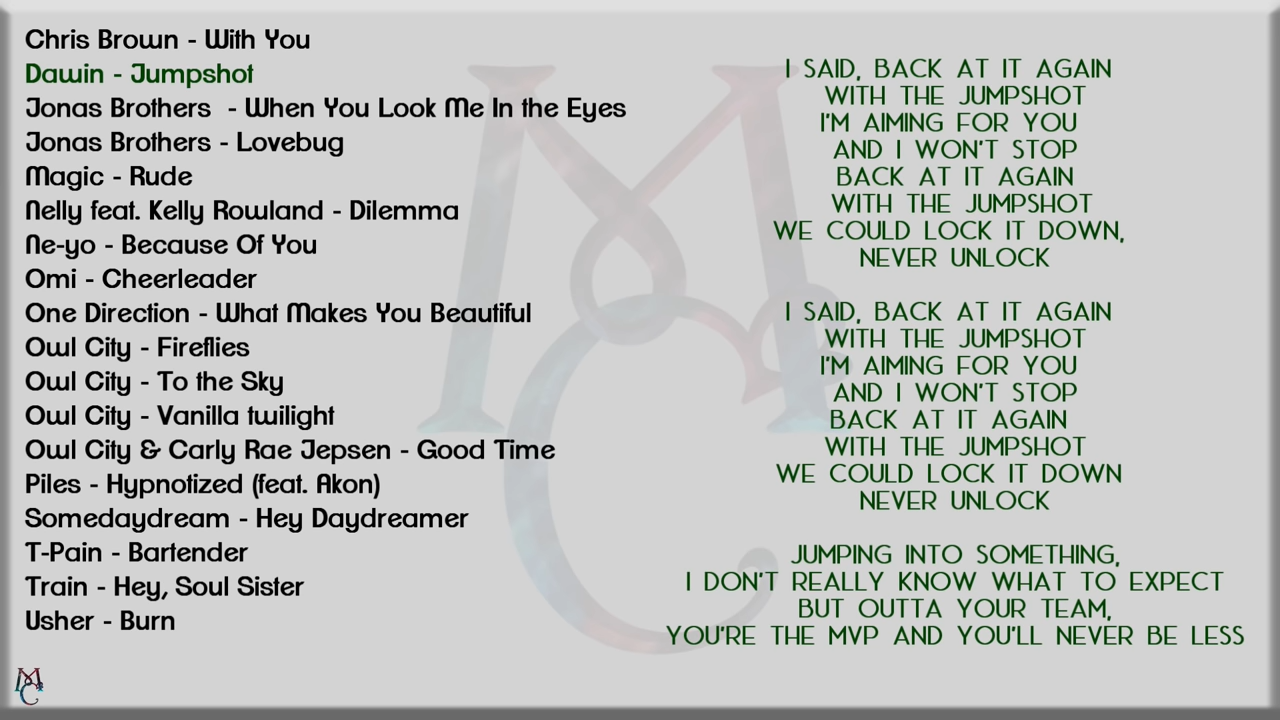 Chris Brown - With You
Dawin - Jumpshot
Jonas Brothers  - When You Look Me In the Eyes
Jonas Brothers - Lovebug
Magic - Rude
Nelly feat. Kelly Rowland - Dilemma
Ne-yo - Because Of You
Omi - Cheerleader
One Direction - What Makes You Beautiful
Owl City - Fireflies
Owl City - To the Sky
Owl City - Vanilla twilight
Owl City & Carly Rae Jepsen - Good Time
Piles - Hypnotized (feat. Akon)
Somedaydream - Hey Daydreamer
T-Pain - Bartender
Train - Hey, Soul Sister
Usher - Burn
I SAID, BACK AT IT AGAIN
WITH THE JUMPSHOT
I'M AIMING FOR YOU
AND I WON'T STOP
BACK AT IT AGAIN
WITH THE JUMPSHOT
WE COULD LOCK IT DOWN,
NEVER UNLOCK
I SAID, BACK AT IT AGAIN
WITH THE JUMPSHOT
I'M AIMING FOR YOU
AND I WON'T STOP
BACK AT IT AGAIN
WITH THE JUMPSHOT
WE COULD LOCK IT DOWN
NEVER UNLOCK
JUMPING INTO SOMETHING,
I DON'T REALLY KNOW WHAT TO EXPECT
BUT OUTTA YOUR TEAM,
YOU'RE THE MVP AND YOU'LL NEVER BE LESS
MC